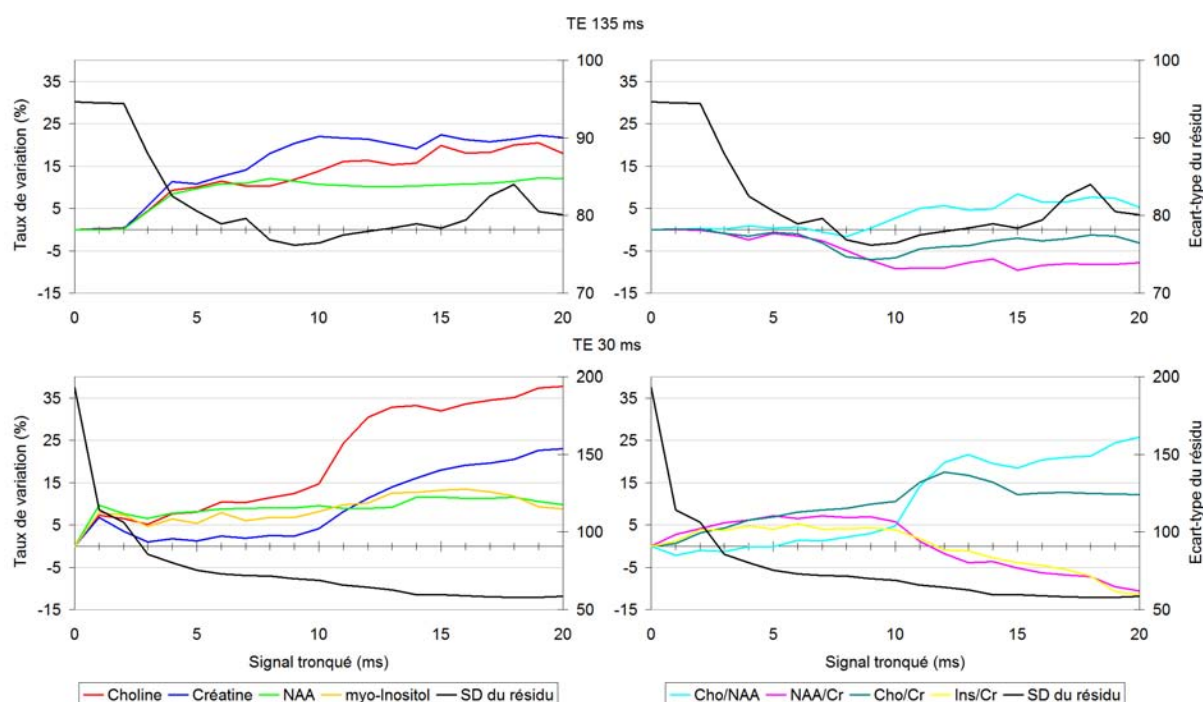 TE 135 ms
Taux de variation (%)
35
25
15
5
-5
-15
100
90
80
70
0 5 10 15 20
35
25
15
5
-5
-15
100
90
80
70
Ecart-type du résidu
0 5 10 15 20
TE 30 ms
Taux de variation (%)
35
25
15
5
-5
-15
200
150
100
50
0 5 10 15 20
Signal tronqué (ms)
35
25
15
5
-5
-15
200
150
100
50
Ecart-type du résidu
0 5 10 15 20
Signal tronqué (ms)
Choline Créatine NAA myo-Inositol SD du résidu
Cho/NAA NAA/Cr Cho/Cr Ins/Cr SD du résidu